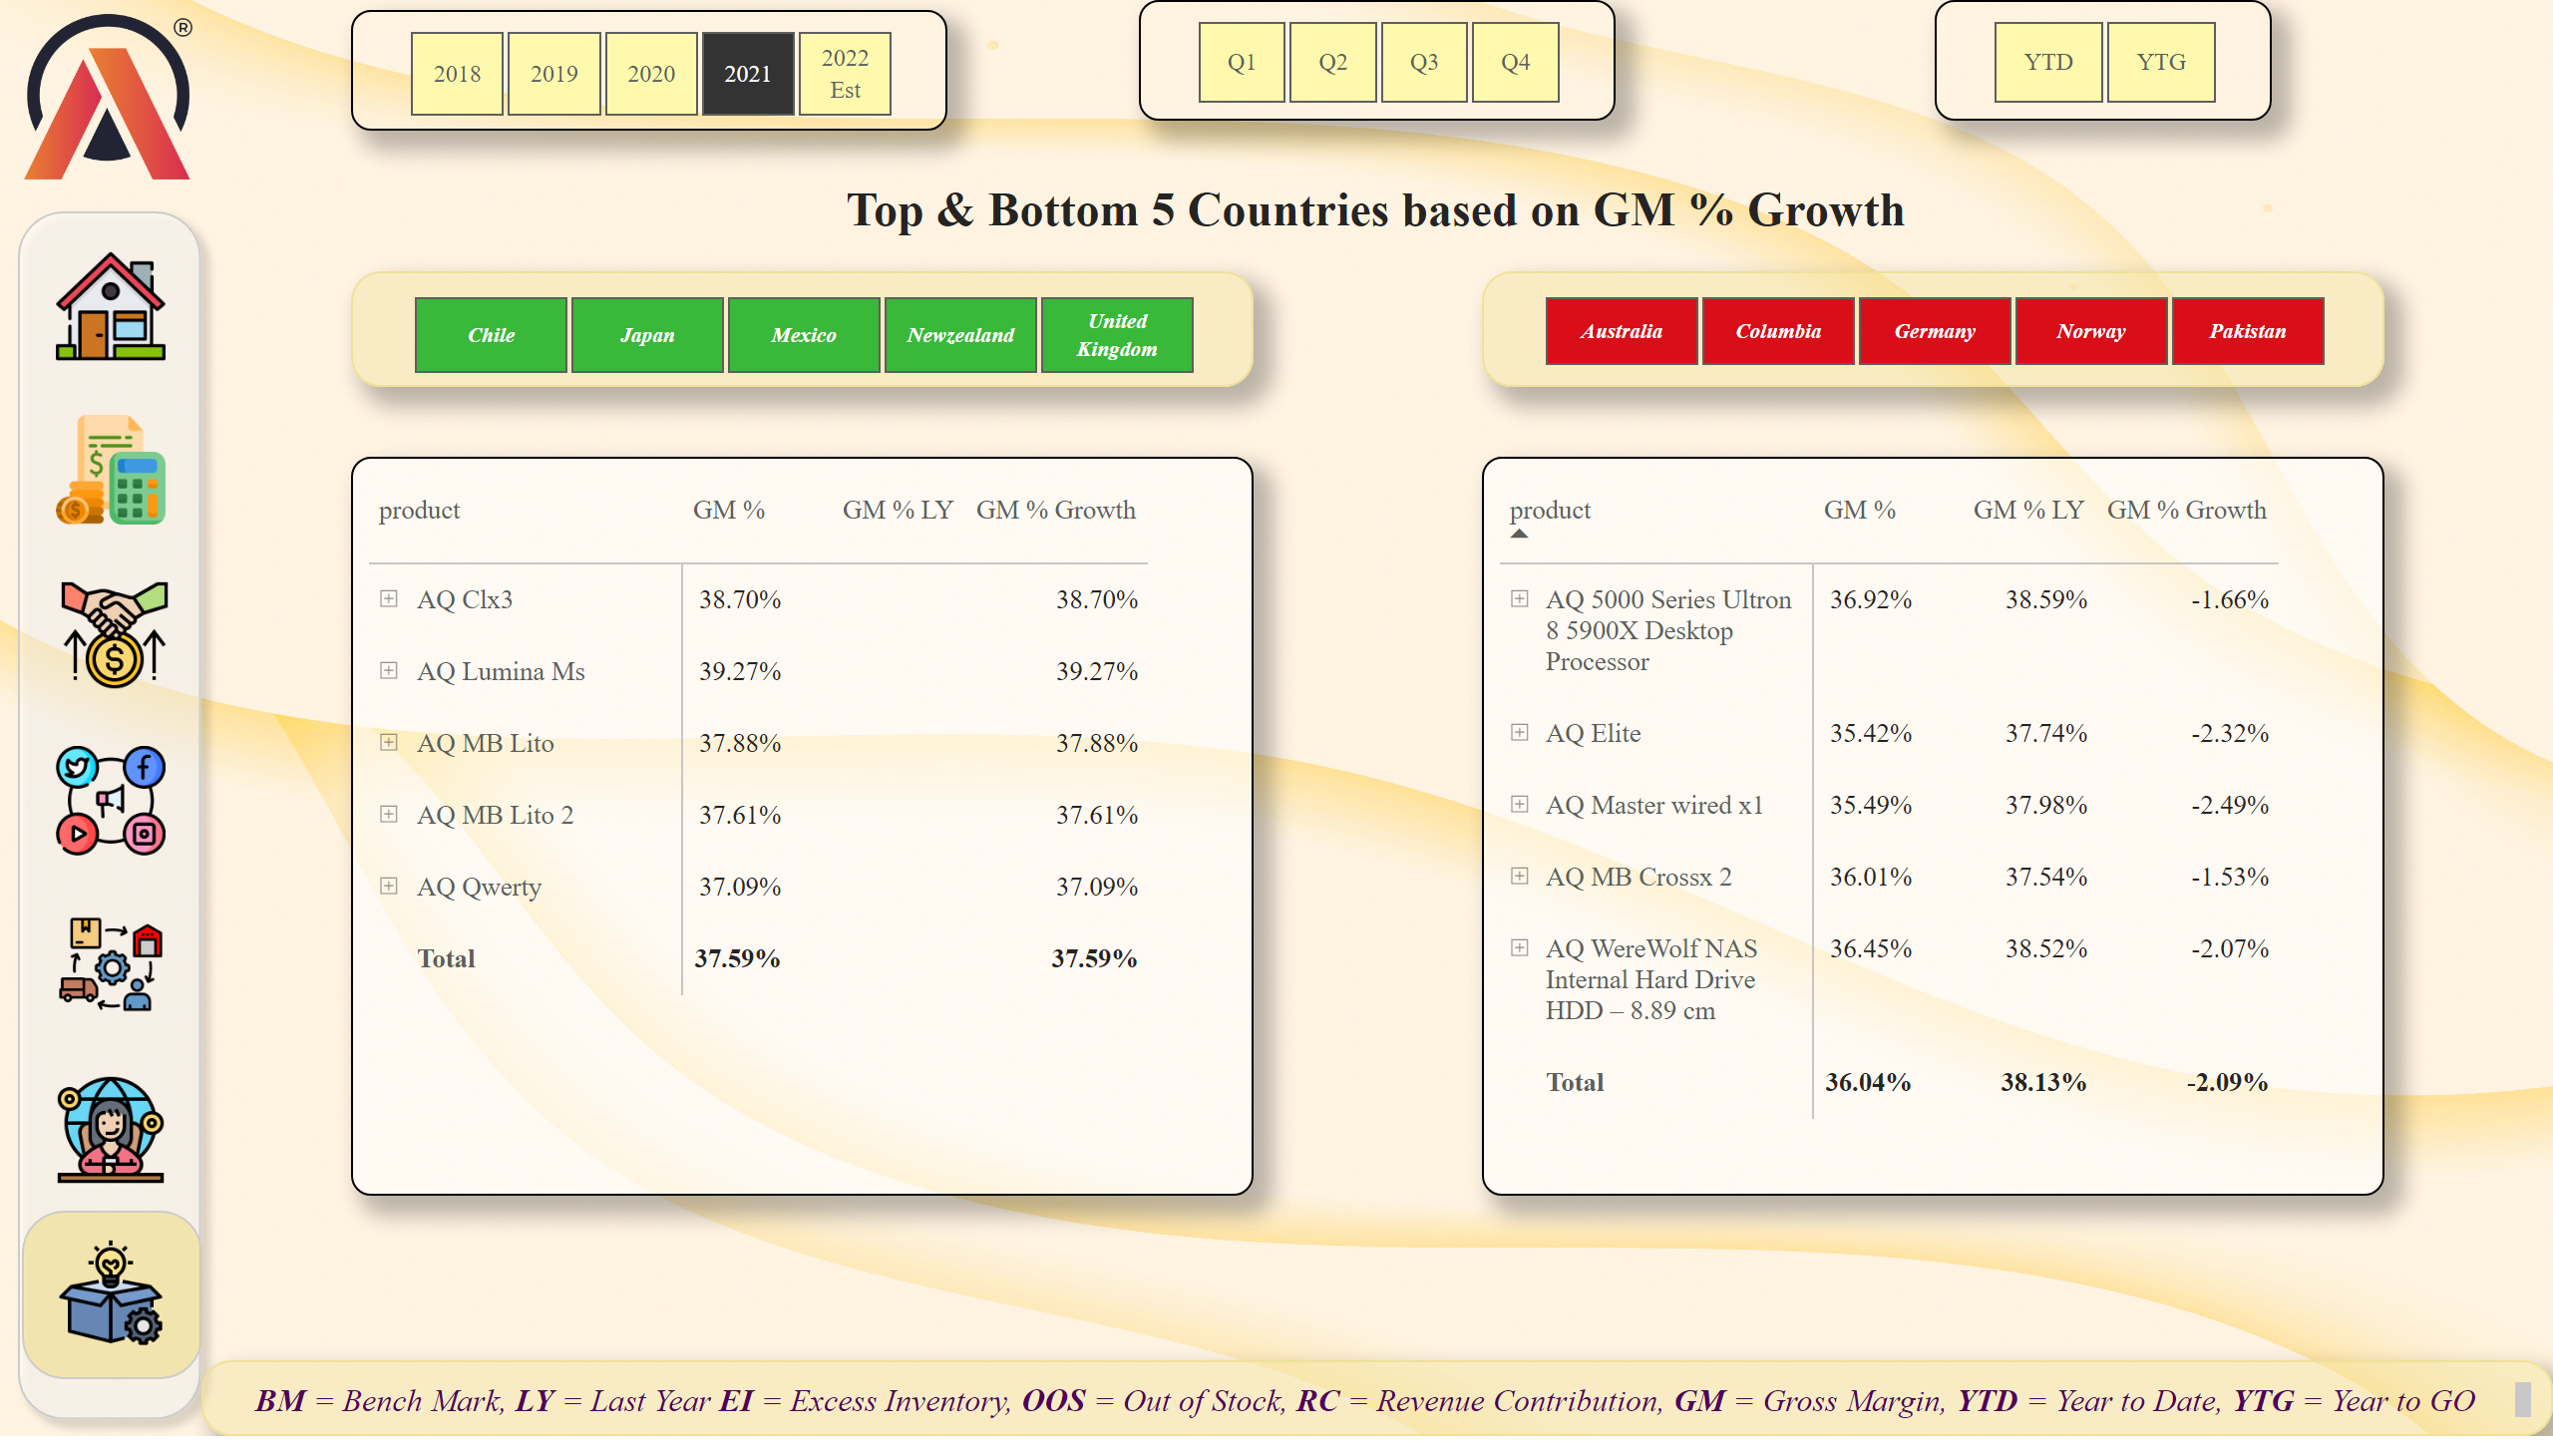 ®
2018 2019 2020 2021 2022
Est
Q1 Q2 Q3 Q4
YTD YTG
Top & Bottom 5 Countries based on GM % Growth
Chile Japan Mexico Newzealand United
Kingdom
Australia Columbia Germany Norway Pakistan
product GM % GM % LY GM % Growth
AQ Clx3 38.70% 38.70%
AQ Lumina Ms 39.27% 39.27%
AQ MB Lito 37.88% 37.88%
AQ MB Lito 2 37.61% 37.61%
AQ Qwerty 37.09% 37.09%
Total 37.59% 37.59%
product GM % GM % LY GM % Growth
AQ 5000 Series Ultron 36.92% 38.59% -1.66%
8 5900X Desktop
Processor
AQ Elite 35.42% 37.74% -2.32%
AQ Master wired x1 35.49% 37.98% -2.49%
AQ MB Crossx 2 36.01% 37.54% -1.53%
AQ WereWolf NAS 36.45% 38.52% -2.07%
Internal Hard Drive
HDD – 8.89 cm
Total 36.04% 38.13% -2.09%
BM = Bench Mark, LY = Last Year EI = Excess Inventory, OOS = Out of Stock, RC = Revenue Contribution, GM = Gross Margin, YTD = Year to Date, YTG = Year to GO